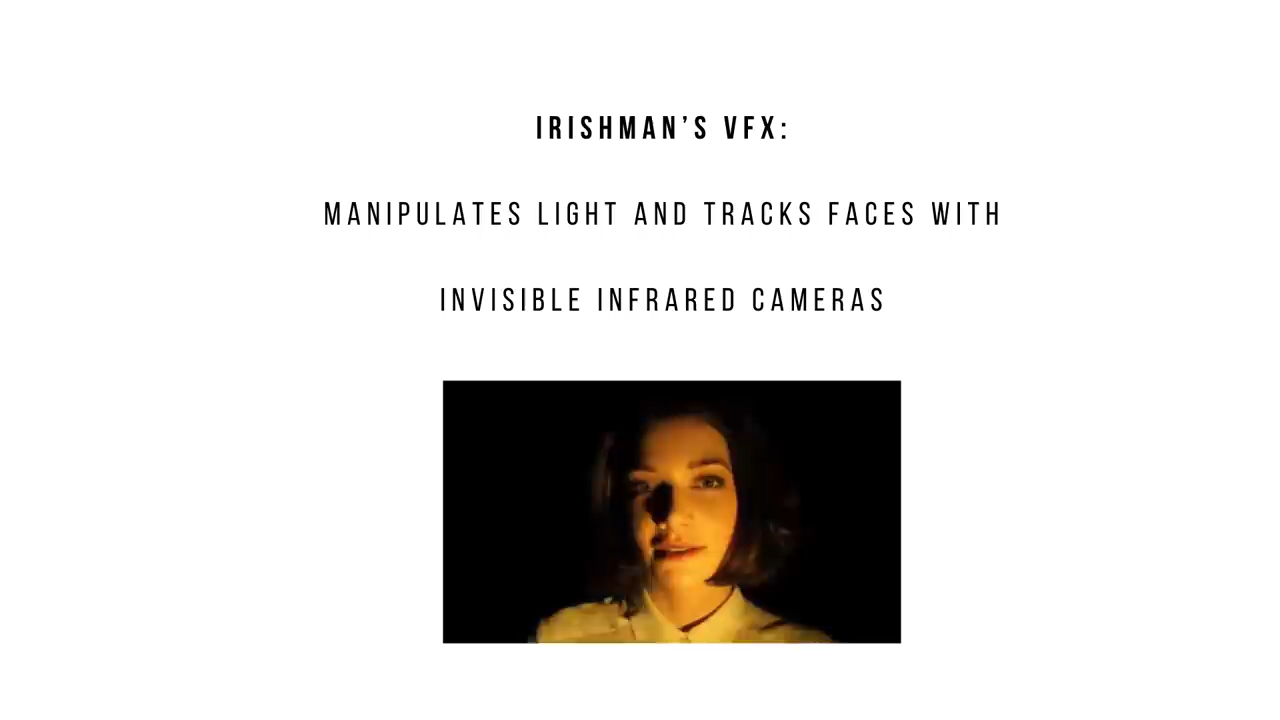 IRISHMAN’S VFX:
MANIPULATES LIGHT AND TRACKS FACES WITH
INVISIBLE INFRARED CAMERAS